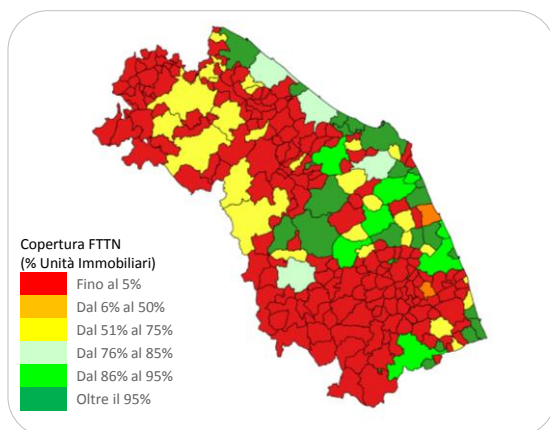 Copertura FTTN
(% Unità Immobiliari)
Fino al 5%
Dal 6% al 50%
Dal 51% al 75%
Dal 76% al 85%
Dal 86% al 95%
Oltre il 95%